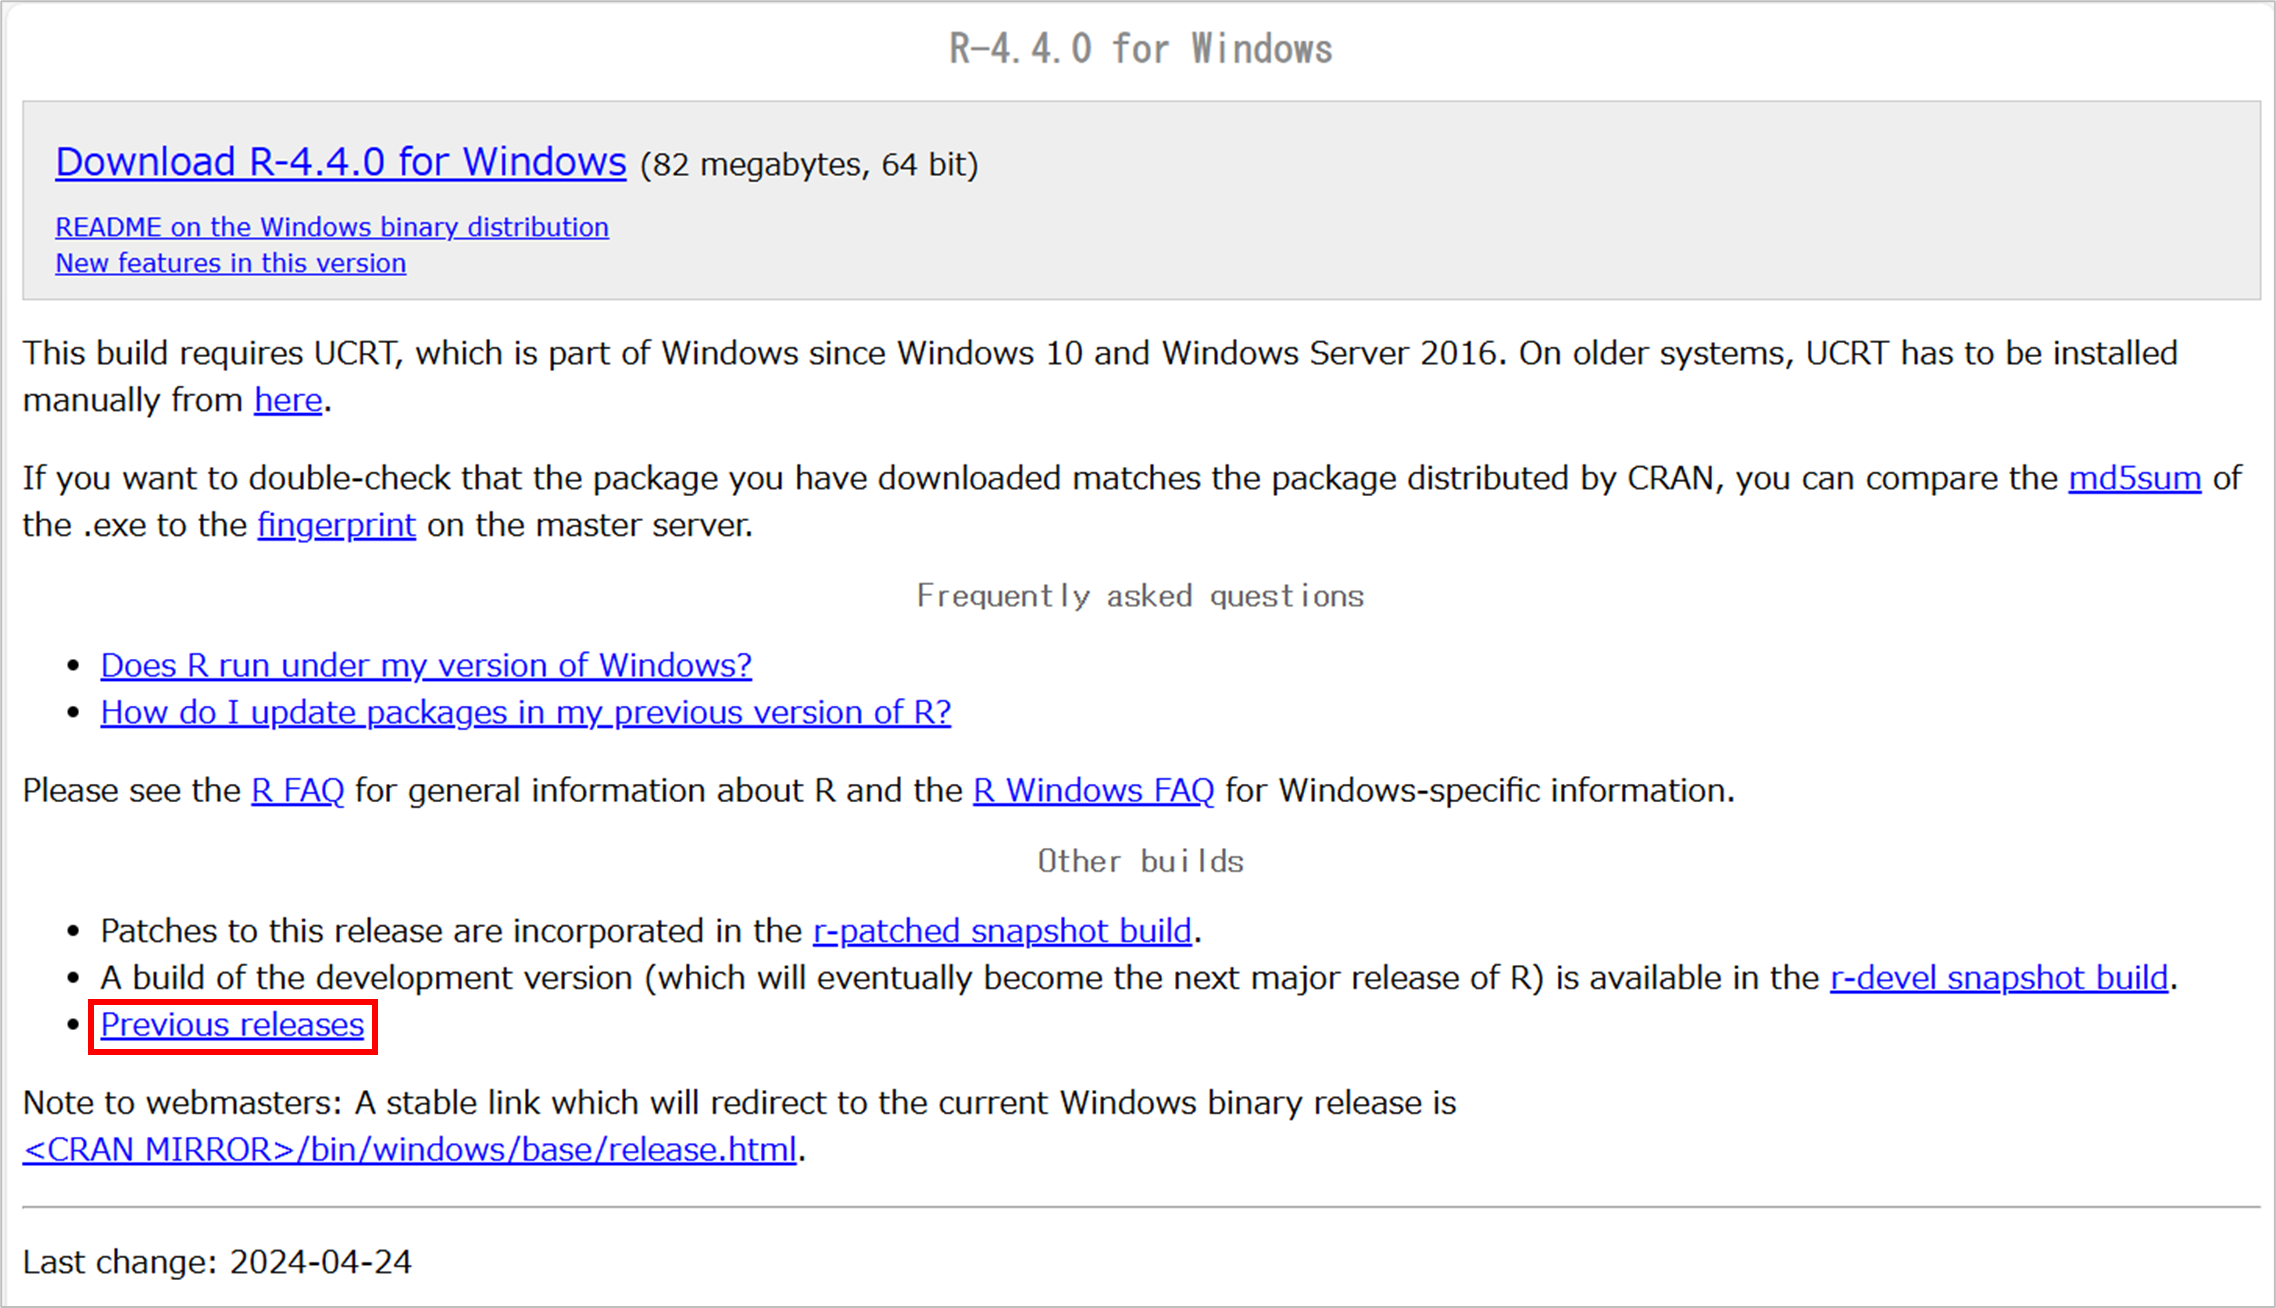 R-4.4.0 for Windows
Download R-4.4.0 for Windows (82 megabytes, 64 bit)
README on the Windows binary distribution
New features in this version
This build requires UCRT, which is part of Windows since Windows 10 and Windows Server 2016. On older systems, UCRT has to be installed
manually from here.
If you want to double-check that the package you have downloaded matches the package distributed by CRAN, you can compare the md5sum of
the .exe to the fingerprint on the master server.
Frequently asked questions
• Does R run under my version of Windows?
• How do I update packages in my previous version of R?
Please see the R FAQ for general information about R and the R Windows FAQ for Windows-specific information.
Other builds
• Patches to this release are incorporated in the r-patched snapshot build.
• A build of the development version (which will eventually become the next major release of R) is available in the r-devel snapshot build.
• Previous releases
Note to webmasters: A stable link which will redirect to the current Windows binary release is
<CRAN MIRROR>/bin/windows/base/release.html.
Last change: 2024-04-24